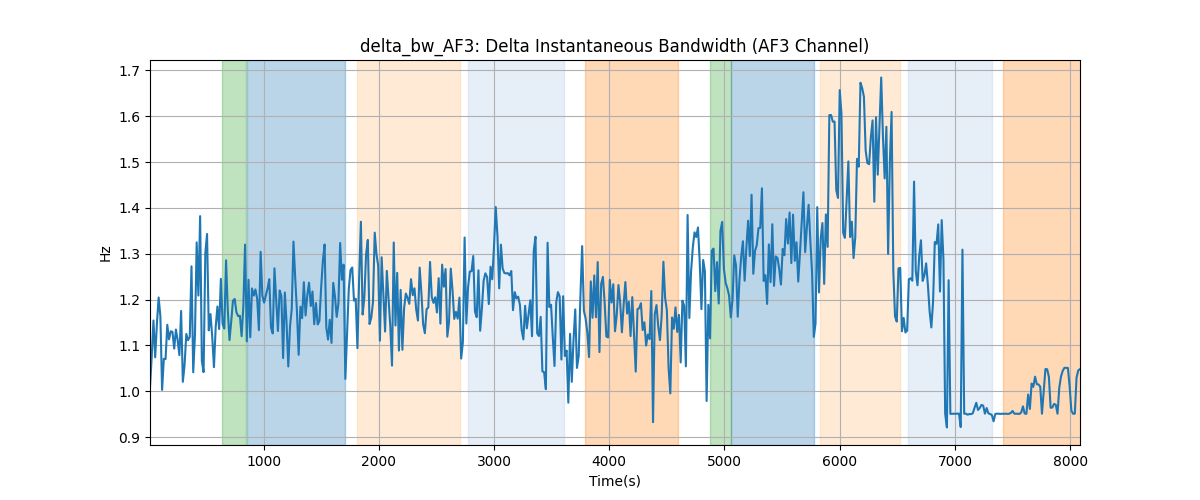 delta_bw_AF3: Delta Instantaneous Bandwidth (AF3 Channel)
1.7
1.6
1.5
1.4
1.3
1.2
1.1
1.0
0.9
Hz
1000 2000 3000 4000 5000 6000 7000 8000
Time(s)